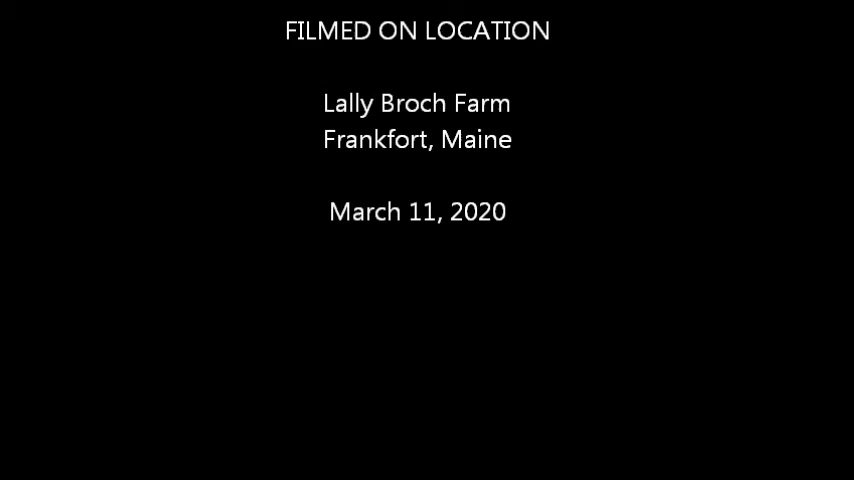 FILMED ON LOCATION
Lally Broch Farm
Frankfort, Maine
March 11, 2020